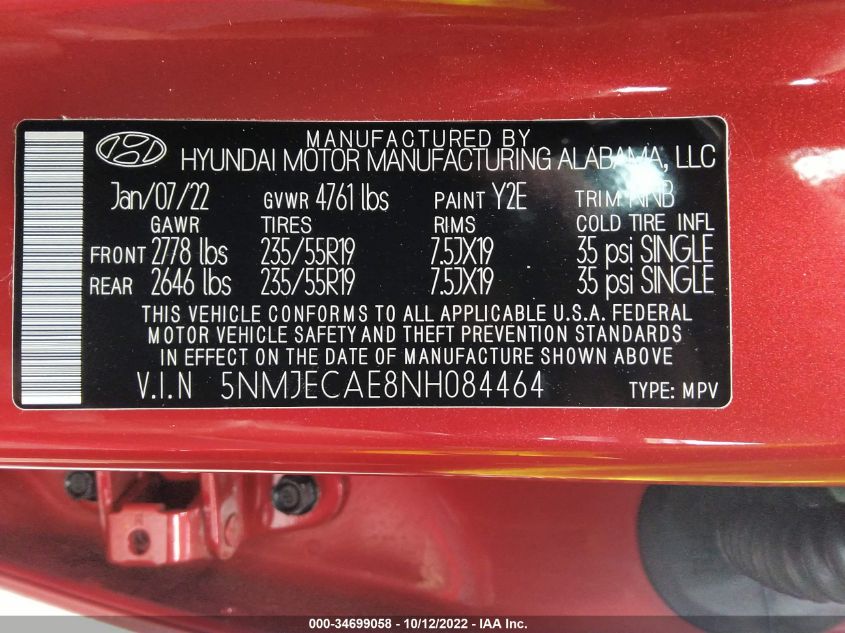 MANUFACTURED BY
HYUNDAI MOTOR MANUFACTURING ALABAMA, LLC
Jan/07/22 GVWR 4761 lbs PAINT Y2E TRIM NNB
GAWR TIRES RIMS COLD TIRE INFL
FRONT 2778 lbs 235/55R19 7.5JX19 35 psi SINGLE
REAR 2646 lbs 235/55R19 7.5JX19 35 psi SINGLE
THIS VEHICLE CONFORMS TO ALL APPLICABLE U.S.A. FEDERAL
MOTOR VEHICLE SAFETY AND THEFT PREVENTION STANDARDS
IN EFFECT ON THE DATE OF MANUFACTURE SHOWN ABOVE
V.I.N 5NMJECAE8NH084464 TYPE: MPV
000-34699058 - 10/12/2022 - IAA Inc.